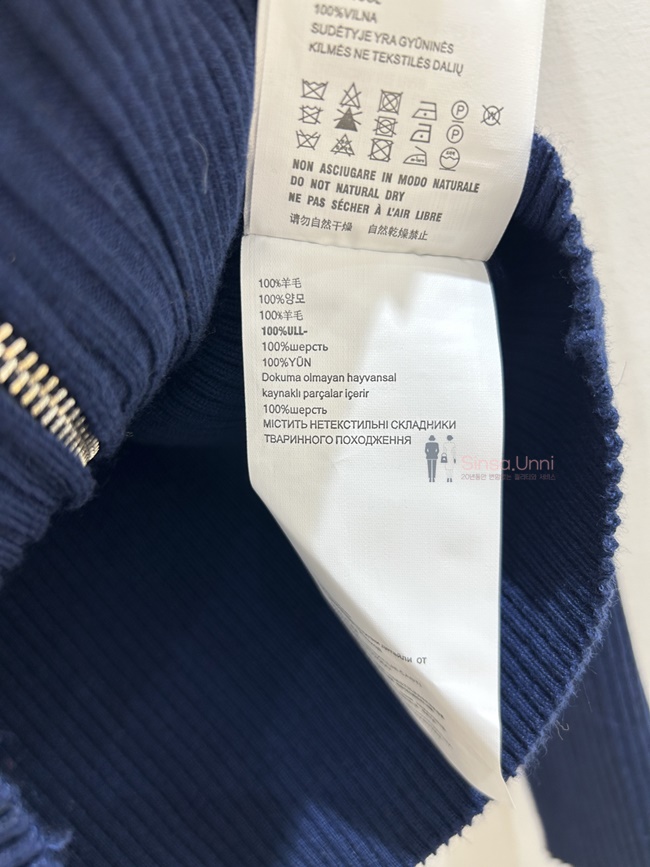 100%VILNA
SUDĖTYJE YRA GYŪNINĖS
KILMĖS NE TEKSTILĖS DALIŲ
NON ASCIUGARE IN MODO NATURALE
DO NOT NATURAL DRY
NE PAS SÉCHER À L'AIR LIBRE
请勿自然干燥 自然乾燥禁止
100%羊毛
100%양모
100%羊毛
100%ULL-
100%шерсть
100%YÜN
Dokuma olmayan hayvansal
kaynaklı parçalar içerir
100%шерсть
МІСТИТЬ НЕТЕКСТИЛЬНІ СКЛАДНИКИ
ТВАРИННОГО ПОХОДЖЕННЯ
Sinsa.Unni
ОТ